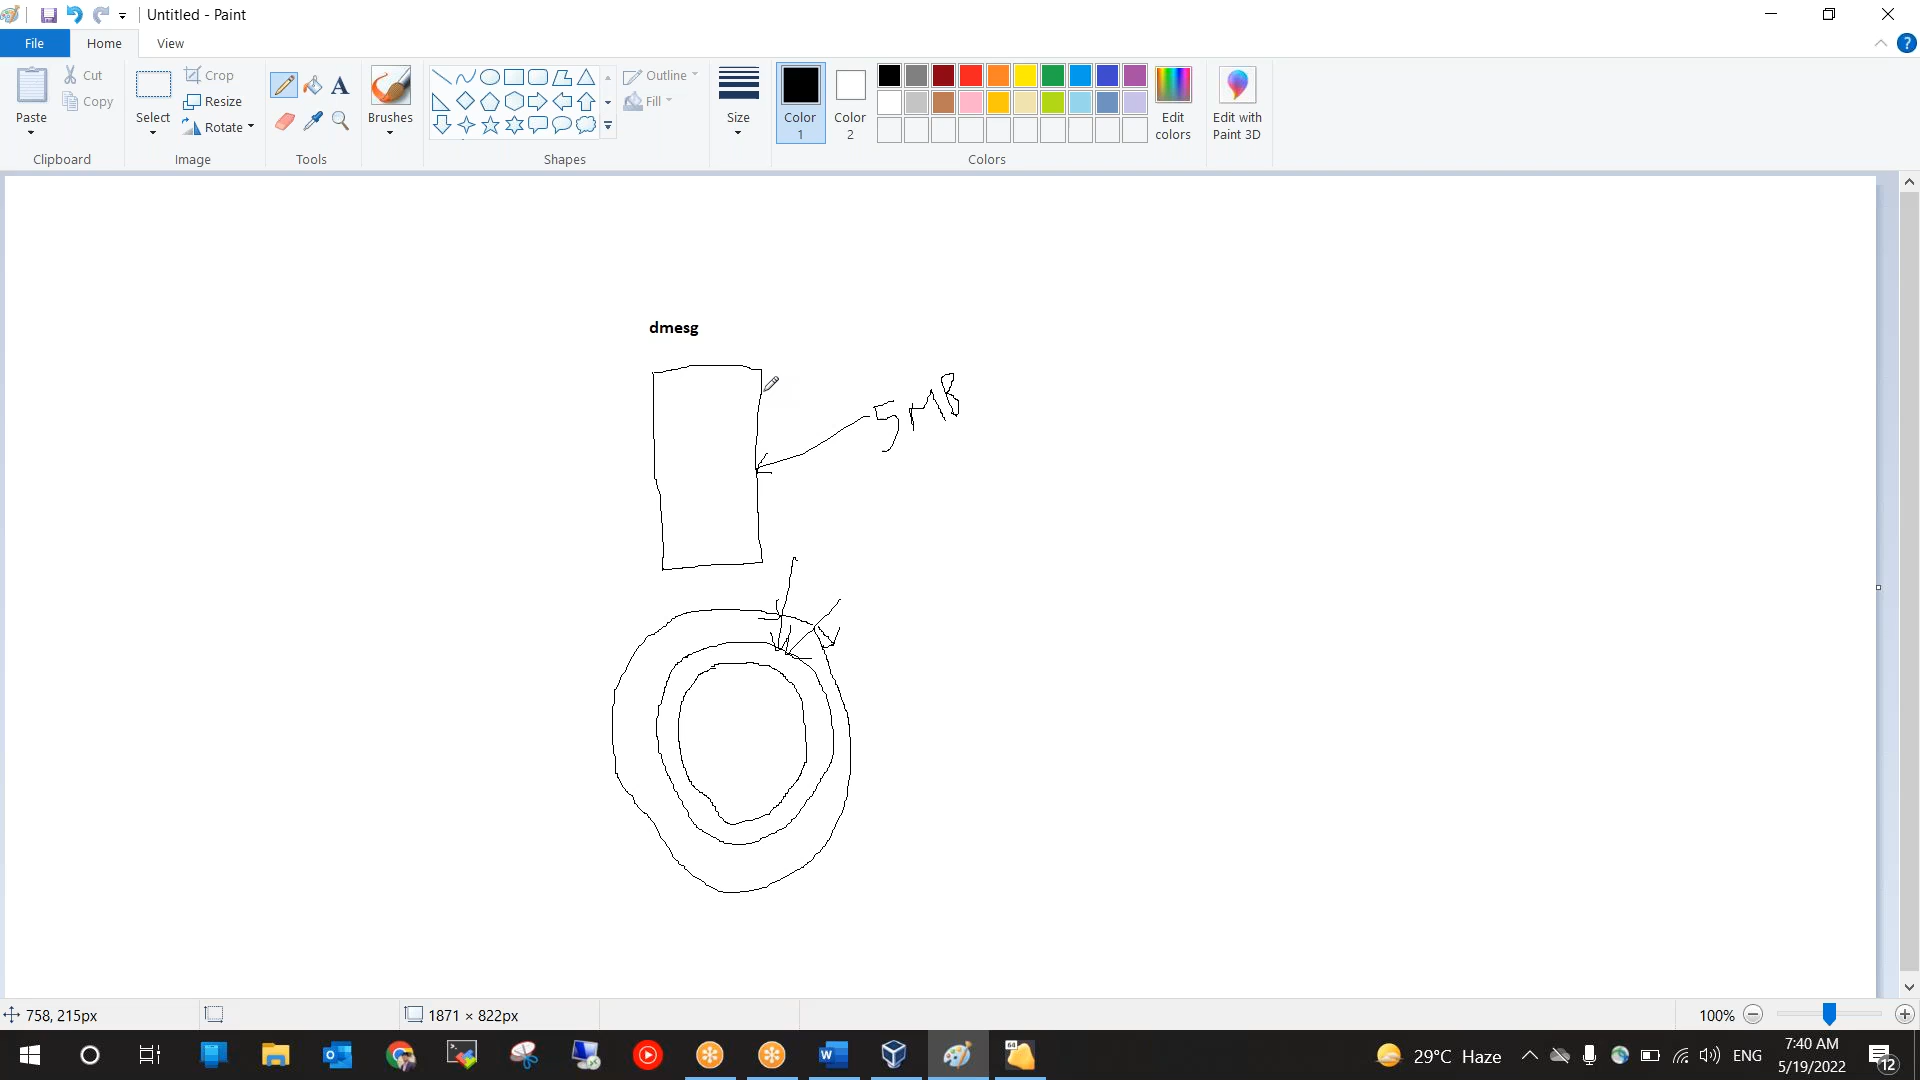 Untitled - Paint
File
Home
View
Paste
Cut
Copy
Clipboard
Select
Crop
Resize
Rotate
Image
Tools
Brushes
Shapes
Outline
Fill
Size
Color
1
Color
2
Colors
Edit
colors
Edit with
Paint 3D
dmesg
5MB
758, 215px
1871 × 822px
100%
64
29°C Haze
ENG
7:40 AM
5/19/2022
12